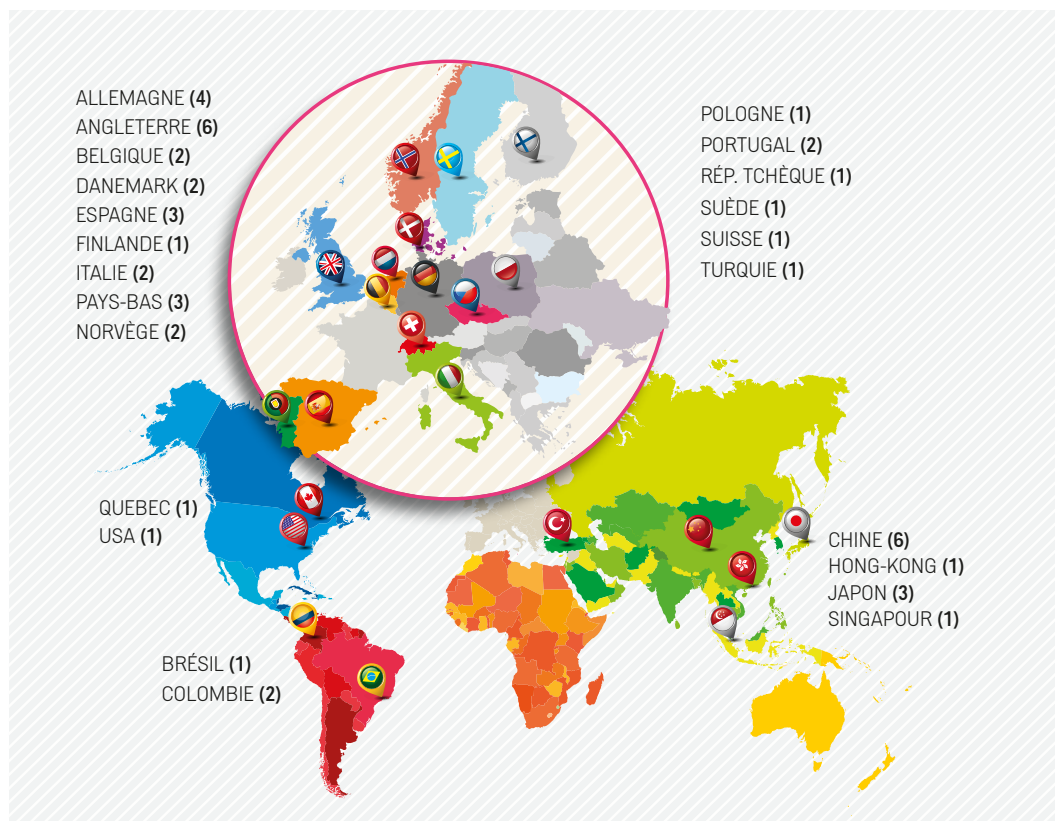 ALLEMAGNE (4)
ANGLETERRE (6)
BELGIQUE (2)
DANEMARK (2)
ESPAGNE (3)
FINLANDE (1)
ITALIE (2)
PAYS-BAS (3)
NORVÈGE (2)
POLOGNE (1)
PORTUGAL (2)
RÉP. TCHÈQUE (1)
SUÈDE (1)
SUISSE (1)
TURQUIE (1)
QUEBEC (1)
USA (1)
CHINE (6)
HONG-KONG (1)
JAPON (3)
SINGAPOUR (1)
BRÉSIL (1)
COLOMBIE (2)